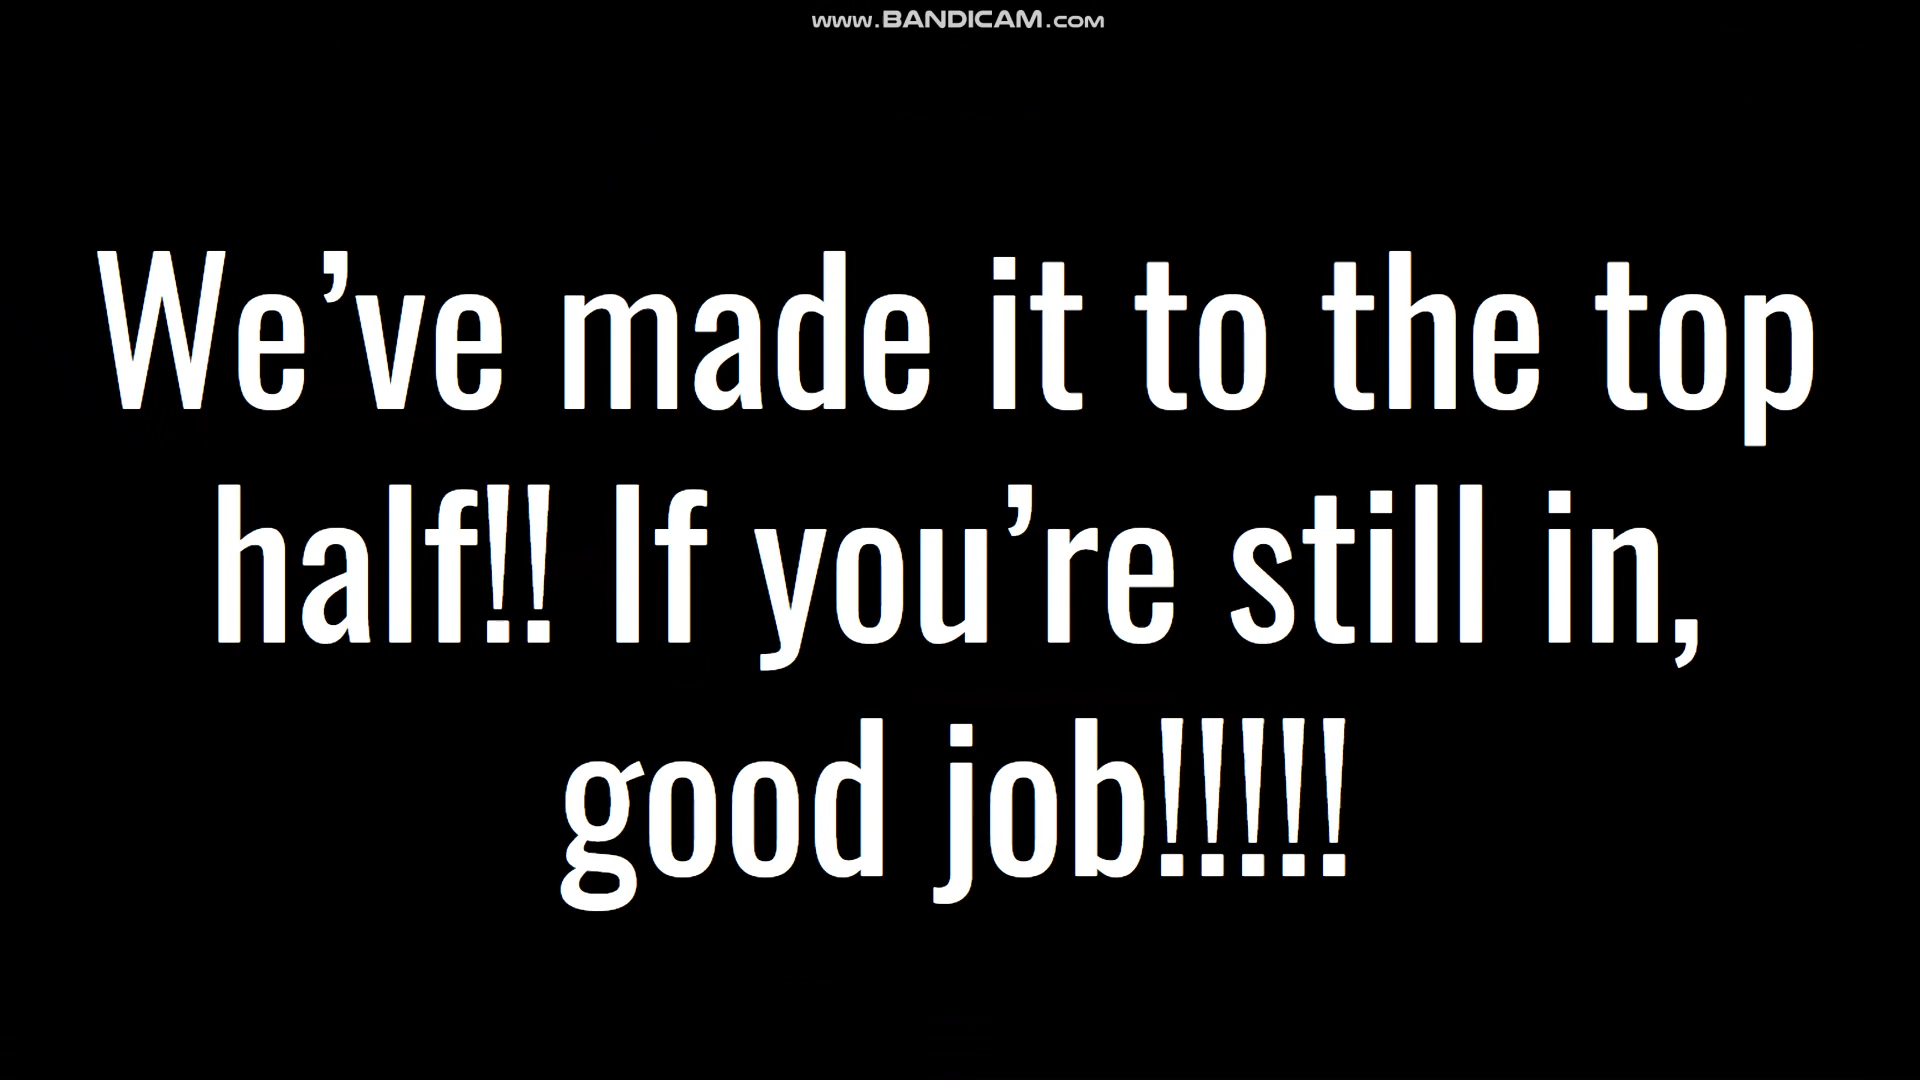 www.BANDICAM.com
We’ve made it to the top
half!! If you’re still in,
good job!!!!!